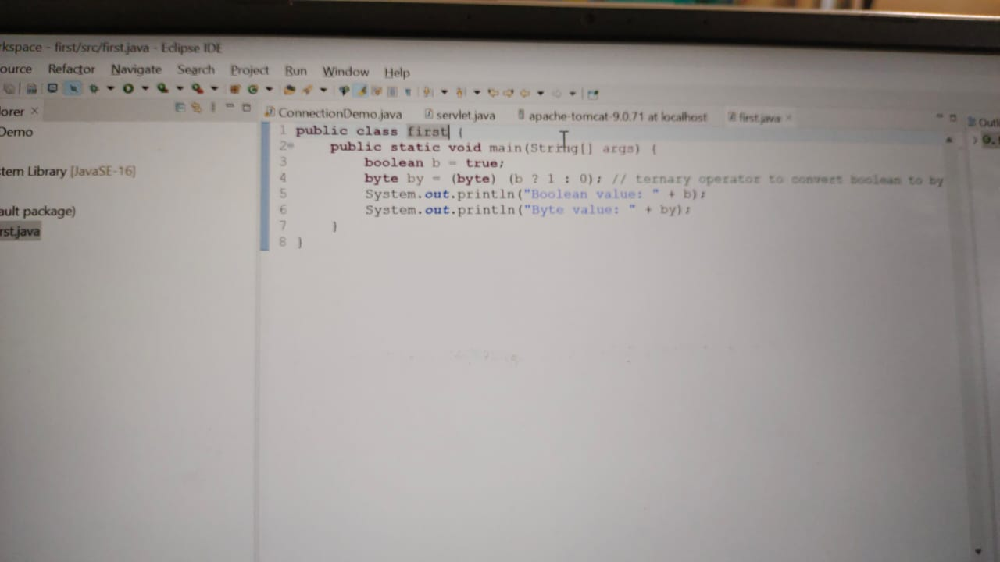 rkspace - first/src/first.java - Eclipse IDE
ource Refactor Navigate Search Project Run Window Help
orer ×
ConnectionDemo.java servlet.java apache-tomcat-9.0.71 at localhost first.java ×
Outli
Demo
stem Library [JavaSE-16]
ault package)
rst.java
1 public class first {
2 public static void main(String[] args) {
3 boolean b = true;
4 byte by = (byte) (b ? 1 : 0); // ternary operator to convert boolean to by
5 System.out.println("Boolean value: " + b);
6 System.out.println("Byte value: " + by);
7 }
8 }